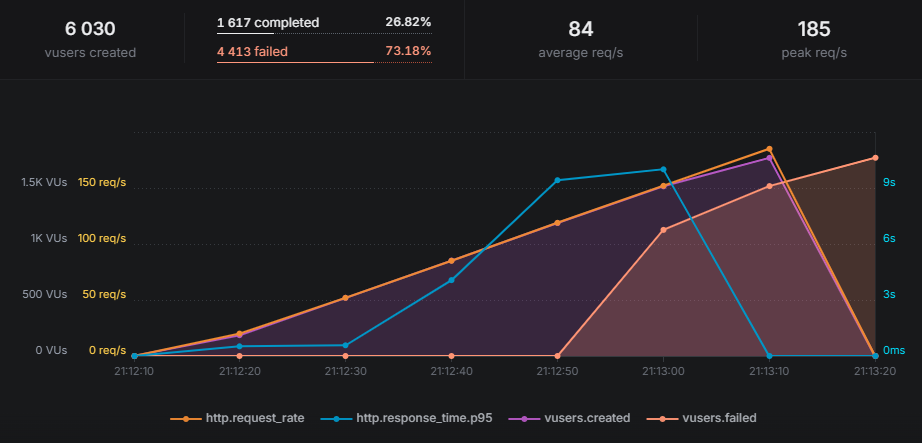 6 030
vusers created
1 617 completed 26.82%
4 413 failed 73.18%
84
average req/s
185
peak req/s
1.5K VUs 150 req/s 9s
1K VUs 100 req/s 6s
500 VUs 50 req/s 3s
0 VUs 0 req/s 0ms
21:12:10 21:12:20 21:12:30 21:12:40 21:12:50 21:13:00 21:13:10 21:13:20
http.request_rate http.response_time.p95 vusers.created vusers.failed